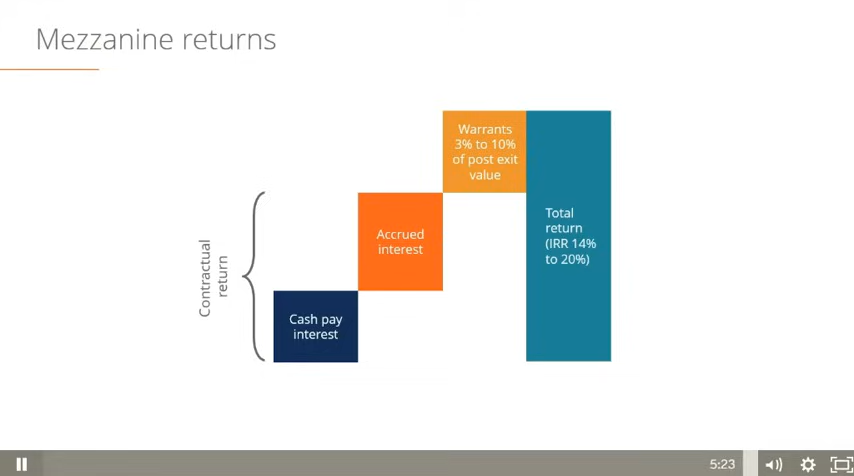 Mezzanine returns
Warrants
3% to 10%
of post exit
value
Total
return
(IRR 14%
to 20%)
Accrued
interest
Contractual
return
Cash pay
interest
5:23